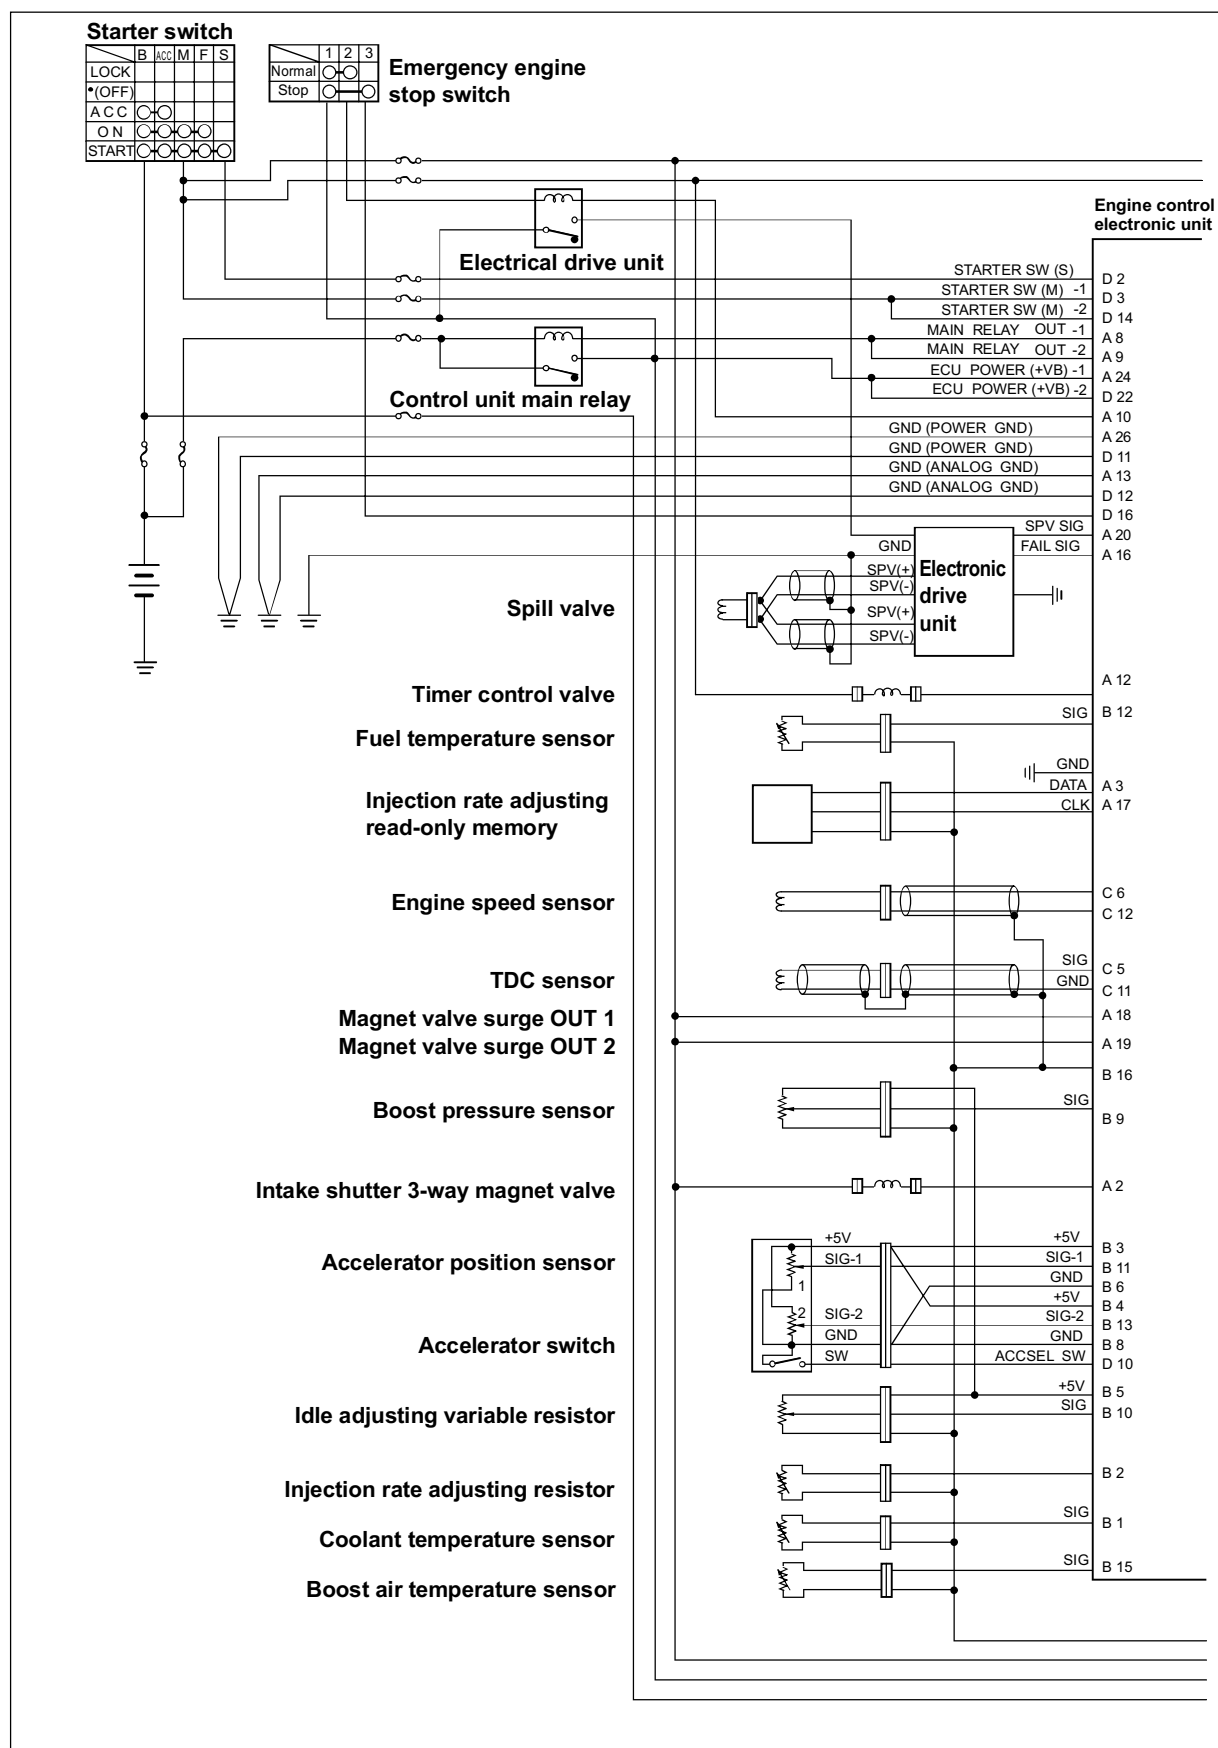 Starter switch
B ACC M F S
LOCK
*(OFF)
ACC
ON
START
1 2 3
Normal
Stop
Emergency engine
stop switch
Engine control
electronic unit
Electrical drive unit
Control unit main relay
STARTER SW (S) D 2
STARTER SW (M) -1 D 3
STARTER SW (M) -2 D 14
MAIN RELAY OUT -1 A 8
MAIN RELAY OUT -2 A 9
ECU POWER (+VB) -1 A 24
ECU POWER (+VB) -2 D 22
A 10
GND (POWER GND) A 26
GND (POWER GND) D 11
GND (ANALOG GND) A 13
GND (ANALOG GND) D 12
D 16
SPV SIG A 20
GND FAIL SIG A 16
SPV(+)
SPV(-)
SPV(+)
SPV(-)
Electronic
drive
unit
Spill valve
Timer control valve A 12
Fuel temperature sensor SIG B 12
GND
Injection rate adjusting
read-only memory
DATA A 3
CLK A 17
Engine speed sensor C 6
C 12
TDC sensor SIG C 5
GND C 11
Magnet valve surge OUT 1 A 18
Magnet valve surge OUT 2 A 19
B 16
Boost pressure sensor SIG B 9
Intake shutter 3-way magnet valve A 2
Accelerator position sensor
+5V +5V B 3
SIG-1 SIG-1 B 11
1 GND B 6
+5V B 4
2 SIG-2 SIG-2 B 13
GND GND B 8
Accelerator switch
SW ACCSEL SW D 10
+5V B 5
Idle adjusting variable resistor SIG B 10
Injection rate adjusting resistor B 2
Coolant temperature sensor SIG B 1
Boost air temperature sensor SIG B 15